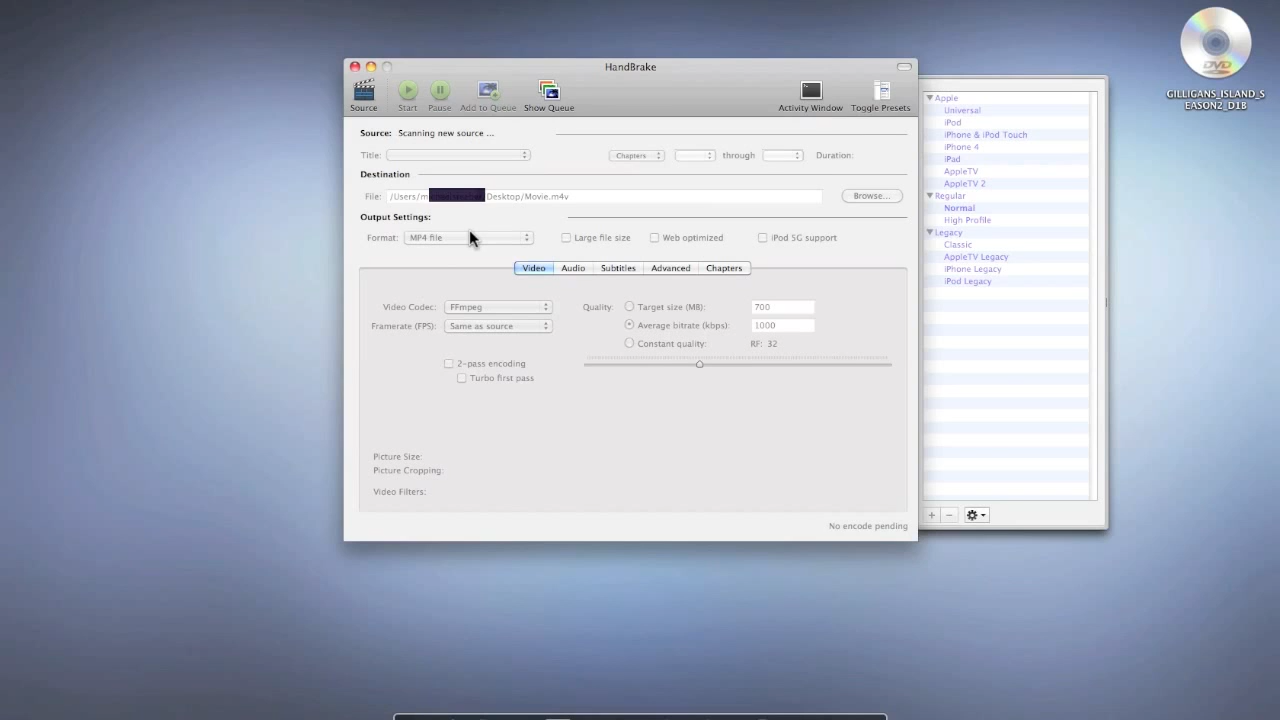 HandBrake
Source Start Pause Add to Queue Show Queue Activity Window Toggle Presets
Source: Scanning new source ...
Title: Chapters through Duration:
Destination
File: /Users/m Desktop/Movie.m4v Browse...
Output Settings:
Format: MP4 file Large file size Web optimized iPod 5G support
Video Audio Subtitles Advanced Chapters
Video Codec: FFmpeg Quality: Target size (MB): 700
Framerate (FPS): Same as source Average bitrate (kbps): 1000
Constant quality: RF: 32
2-pass encoding
Turbo first pass
Picture Size:
Picture Cropping:
Video Filters:
No encode pending
Apple
Universal
iPod
iPhone & iPod Touch
iPhone 4
iPad
AppleTV
AppleTV 2
Regular
Normal
High Profile
Legacy
Classic
AppleTV Legacy
iPhone Legacy
iPod Legacy
DVD
GILLIGANS_ISLAND_S
EASON2_D1B